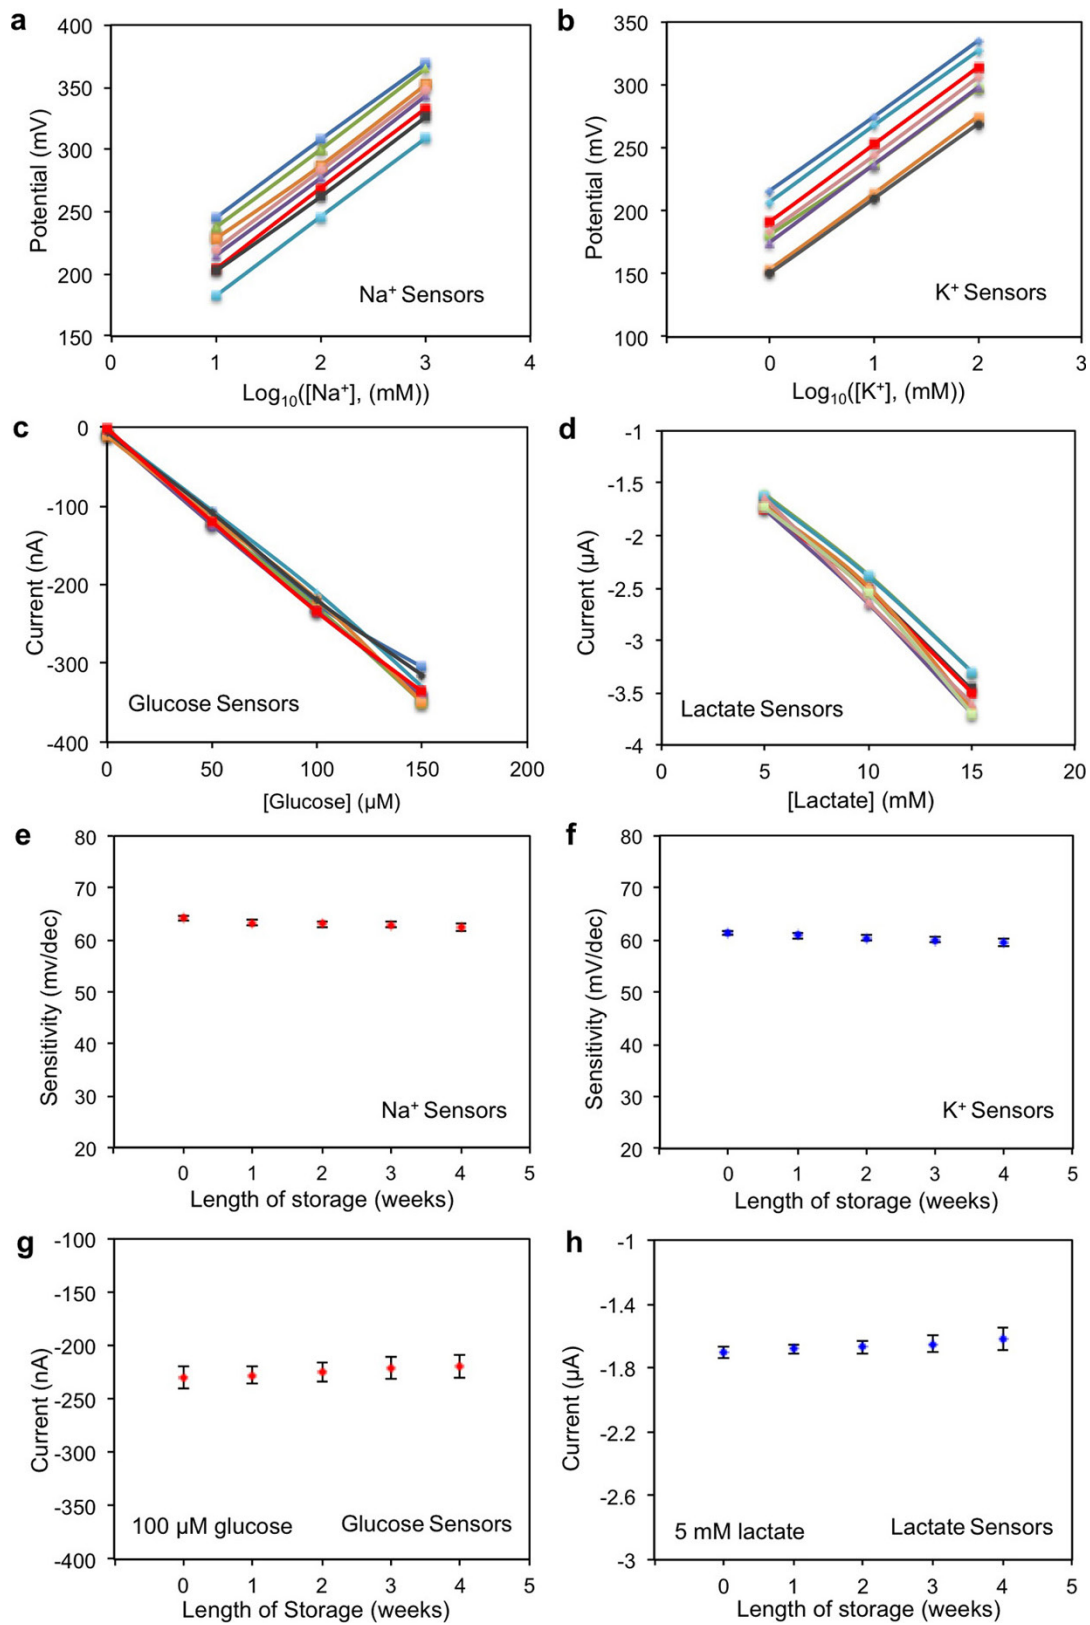 a
400
350
300
250
200
150
0
1
2
3
4
Potential (mV)
Na⁺ Sensors
Log₁₀([Na⁺], (mM))
b
350
300
250
200
150
100
0
1
2
3
Potential (mV)
K⁺ Sensors
Log₁₀([K⁺], (mM))
c
0
-100
-200
-300
-400
0
50
100
150
200
Current (nA)
Glucose Sensors
[Glucose] (µM)
d
-1
-1.5
-2
-2.5
-3
-3.5
-4
0
5
10
15
20
Current (µA)
Lactate Sensors
[Lactate] (mM)
e
80
70
60
50
40
30
20
0
1
2
3
4
5
Sensitivity (mv/dec)
Na⁺ Sensors
Length of storage (weeks)
f
80
70
60
50
40
30
20
0
1
2
3
4
5
Sensitivity (mV/dec)
K⁺ Sensors
Length of storage (weeks)
g
-100
-150
-200
-250
-300
-350
-400
0
1
2
3
4
5
Current (nA)
100 µM glucose
Glucose Sensors
Length of Storage (weeks)
h
-1
-1.4
-1.8
-2.2
-2.6
-3
0
1
2
3
4
5
Current (µA)
5 mM lactate
Lactate Sensors
Length of storage (weeks)